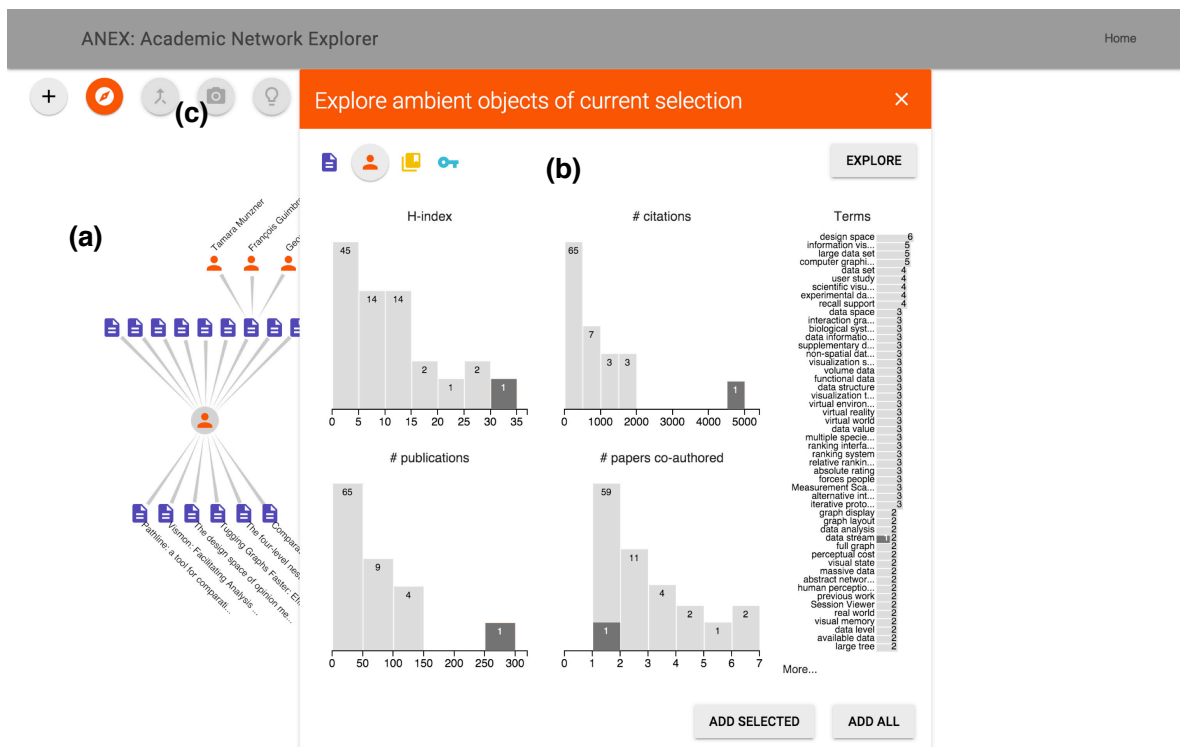 ANEX: Academic Network Explorer
Home
(c)
Explore ambient objects of current selection
(b)
EXPLORE
(a)
Tamara Munzner
François Guimbr
Geo
Pathline: a tool for comparati...
Vismon: Facilitating Analysis ...
The design space of opinion me...
Tugging Graphs Faster: Effi
The four-level nes
Compara
H-index
45
14
14
2
1
2
1
0 5 10 15 20 25 30 35
# citations
65
7
3
3
1
0 1000 2000 3000 4000 5000
# publications
65
9
4
1
0 50 100 150 200 250 300
# papers co-authored
59
11
4
2
1
2
1
0 1 2 3 4 5 6 7
Terms
design space 6
information vis... 5
large data set 5
computer graphi... 5
data set 4
user study 4
scientific visu... 4
experimental da... 4
recall support 4
data space 3
interaction gra... 3
biological syst... 3
data informatio... 3
supplementary d... 3
non-spatial dat... 3
visualization s... 3
volume data 3
functional data 3
data structure 3
visualization t... 3
virtual environ... 3
virtual reality 3
virtual world 3
data value 3
multiple specie... 3
ranking interfa... 3
ranking system 3
relative rankin... 3
absolute rating 3
forces people 3
Measurement Sca... 3
alternative int... 3
iterative proto... 3
graph display 2
graph layout 2
data analysis 2
data stream 1 2
full graph 2
perceptual cost 2
visual state 2
massive data 2
abstract networ... 2
human perceptio... 2
previous work 2
Session Viewer 2
real world 2
visual memory 2
data level 2
available data 2
large tree 2
More...
ADD SELECTED
ADD ALL